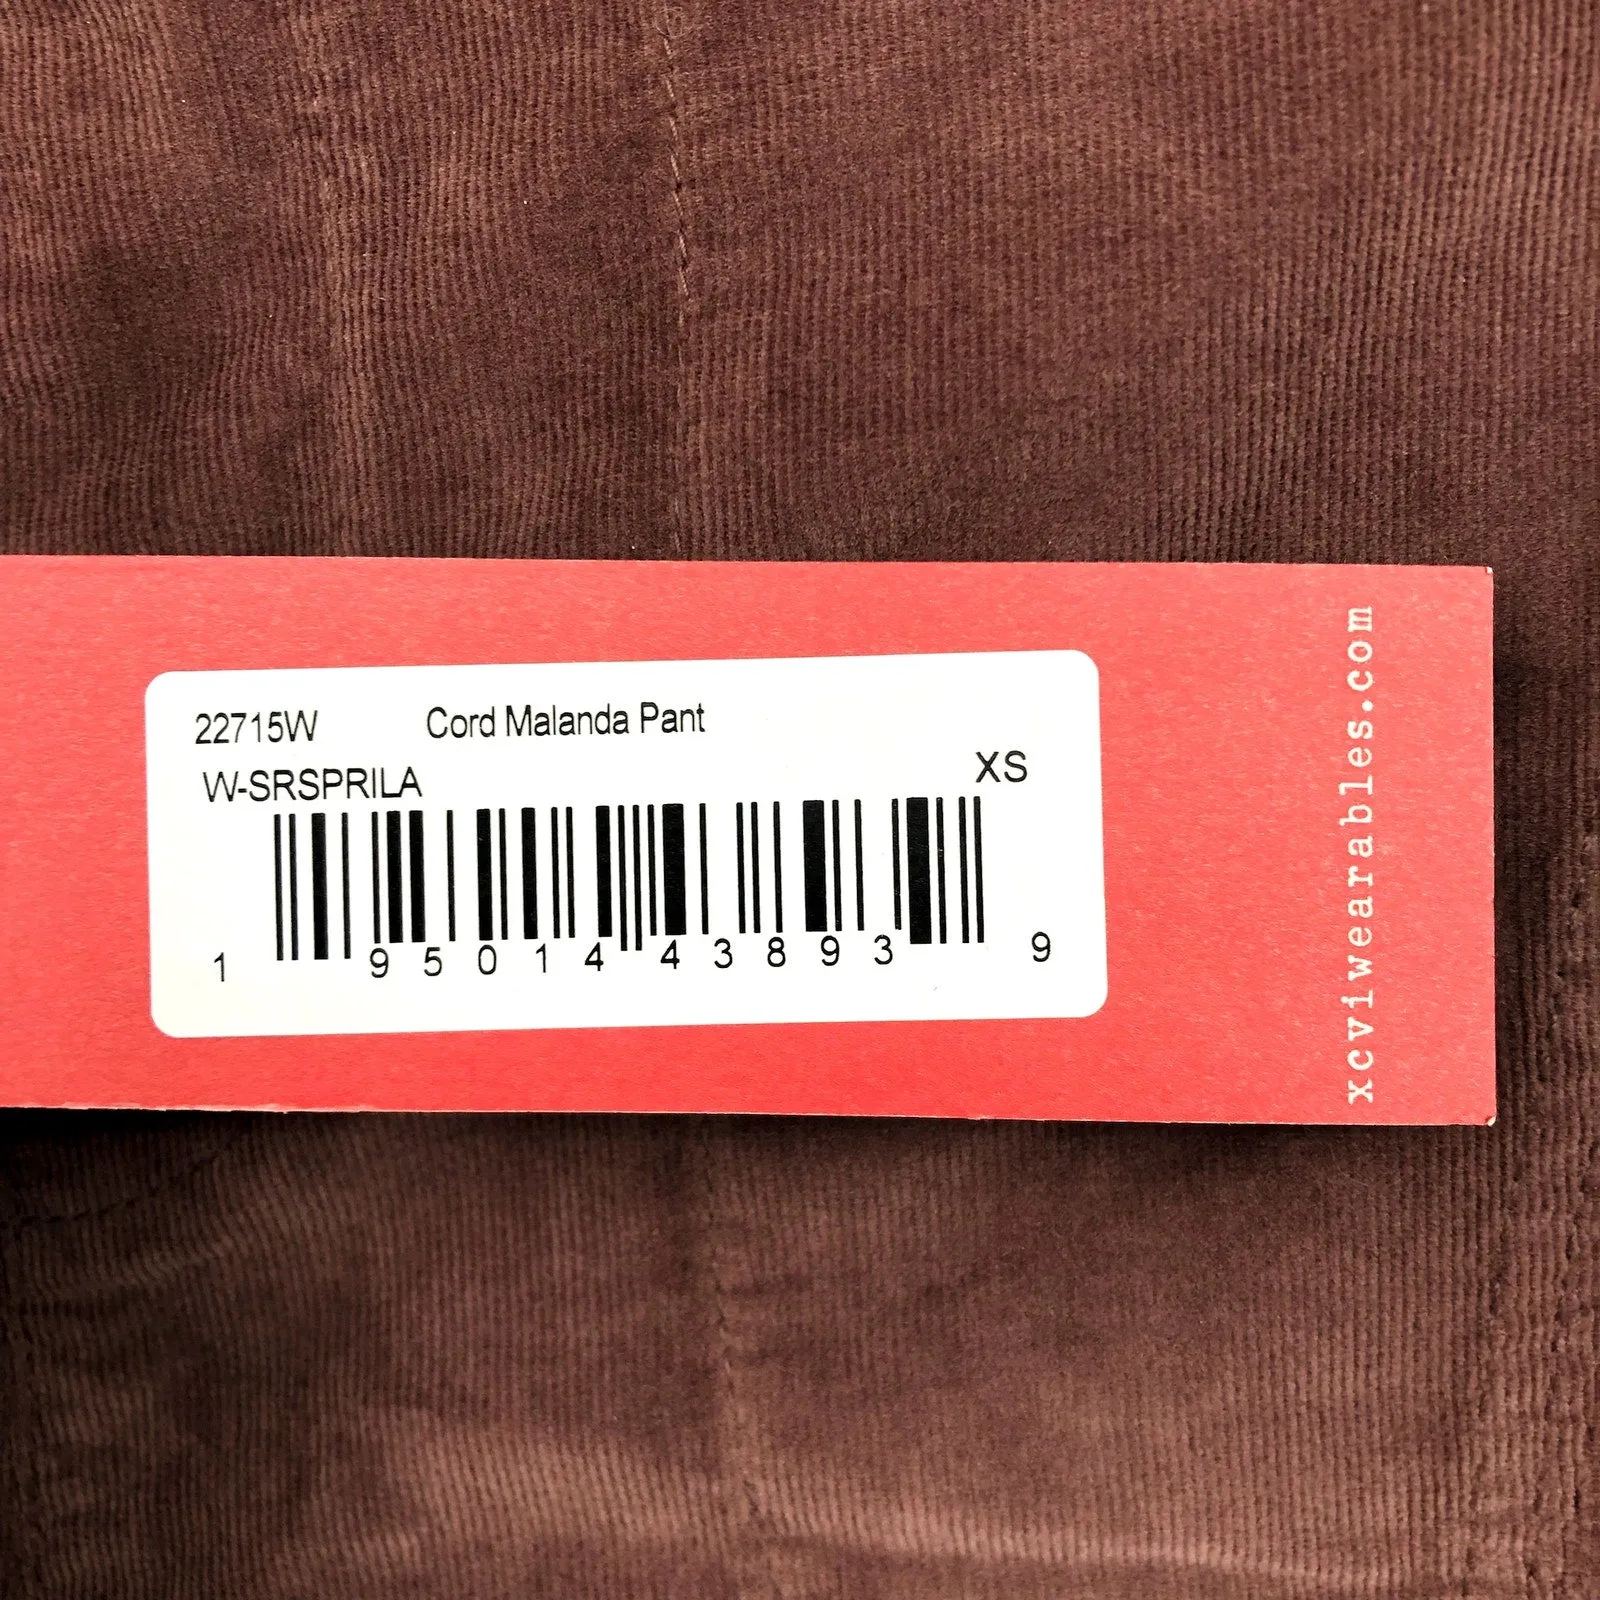 22715W Cord Malanda Pant
W-SRSPRILA XS
1 95014 43893 9
xcviwearables.com